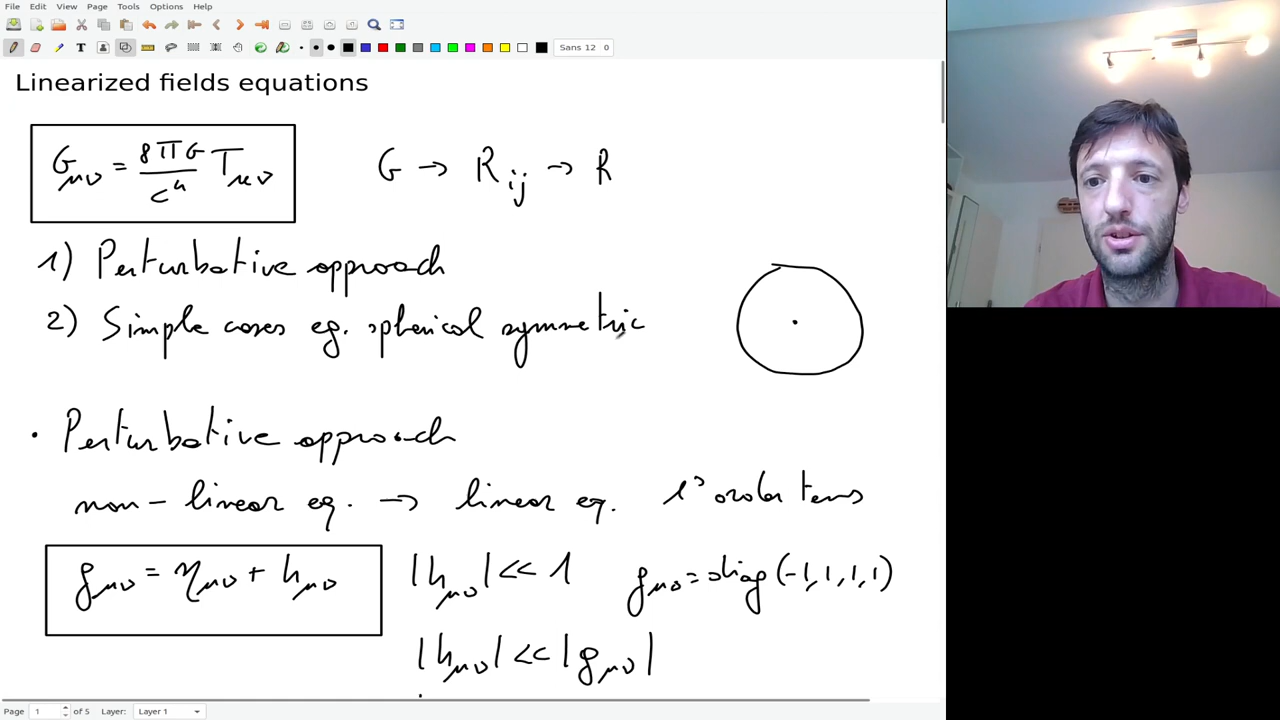 File Edit View Page Tools Options Help
T
Sans 12 0
Linearized fields equations
Gμν = 8πG/c⁴ Tμν G → Rij → R
1) Perturbative approach
2) Simple cases eg. spherical symmetric
• Perturbative approach
non-linear eq. → linear eq. 1° order terms
gμν = ημν + hμν |hμν| << 1 gμν = diag(-1,1,1,1)
|hμν| << |gμν|
Page 1 of 5 Layer: Layer 1